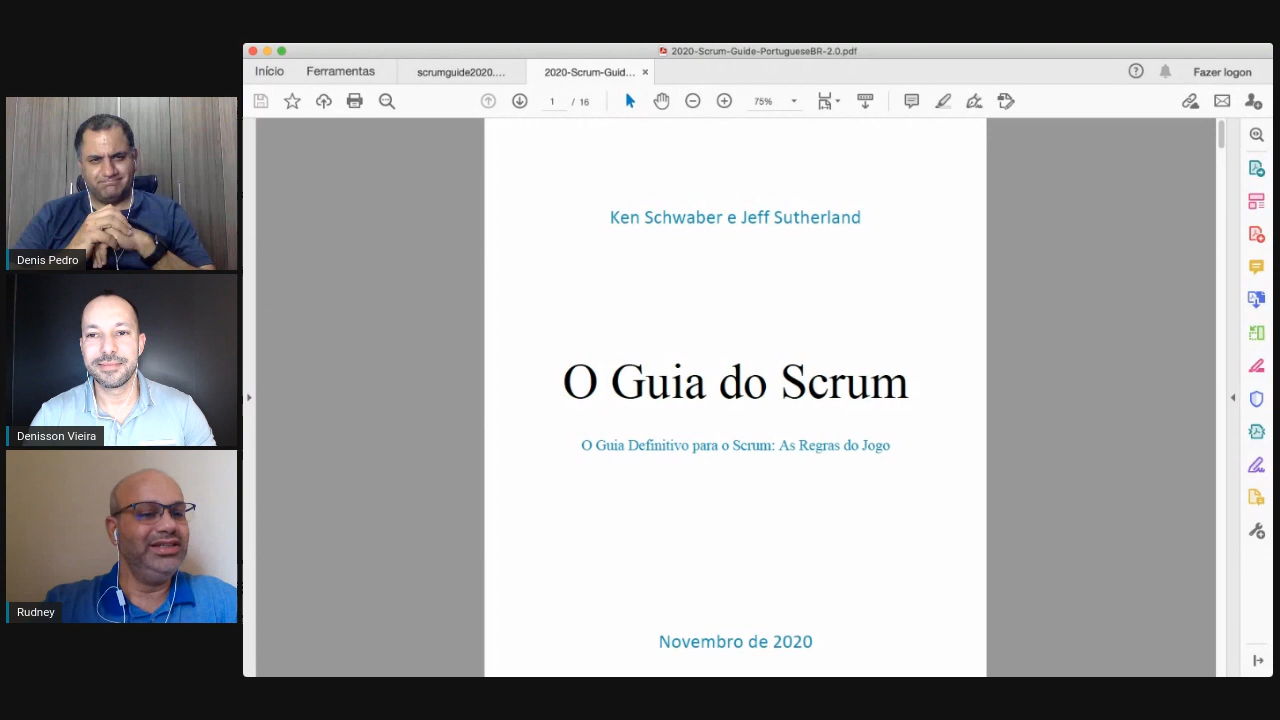 2020-Scrum-Guide-PortugueseBR-2.0.pdf
Início Ferramentas scrumguide2020.... 2020-Scrum-Guid... × Fazer logon
1 / 16 75%
Ken Schwaber e Jeff Sutherland
O Guia do Scrum
O Guia Definitivo para o Scrum: As Regras do Jogo
Novembro de 2020
Denis Pedro
Denisson Vieira
Rudney